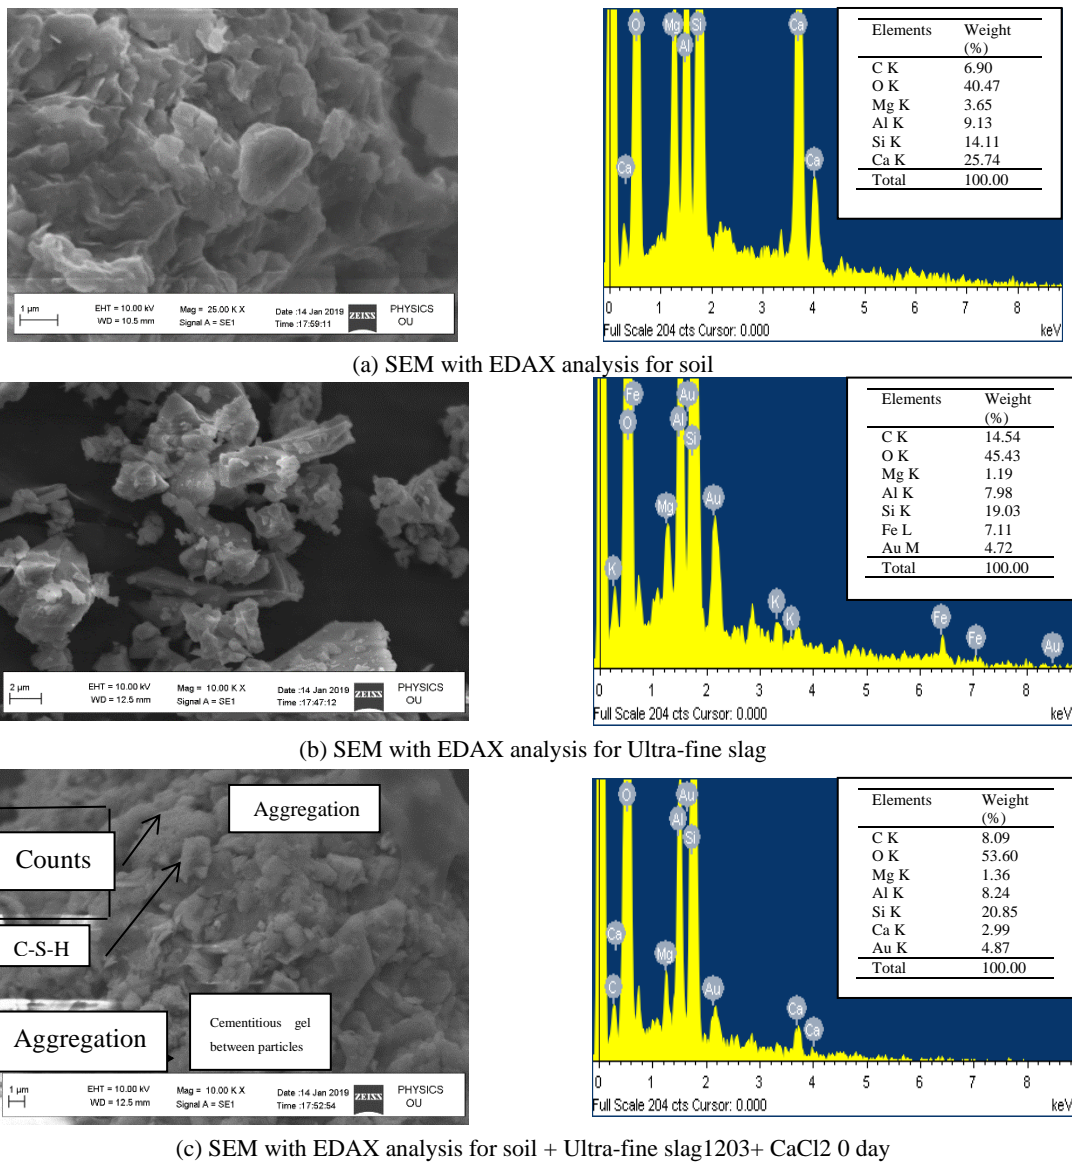 O Mg Si Ca
Al
Ca Ca
Elements Weight
(%)
C K 6.90
O K 40.47
Mg K 3.65
Al K 9.13
Si K 14.11
Ca K 25.74
Total 100.00
1 µm EHT = 10.00 kV Mag = 25.00 K X Date :14 Jan 2019 ZEISS PHYSICS
WD = 10.5 mm Signal A = SE1 Time :17:59:11 OU
0 1 2 3 4 5 6 7 8
Full Scale 204 cts Cursor: 0.000 keV
(a) SEM with EDAX analysis for soil
Fe Au
O Al Si
K Mg Au K K Fe Fe Au
Elements Weight
(%)
C K 14.54
O K 45.43
Mg K 1.19
Al K 7.98
Si K 19.03
Fe L 7.11
Au M 4.72
Total 100.00
2 µm EHT = 10.00 kV Mag = 10.00 K X Date :14 Jan 2019 ZEISS PHYSICS
WD = 12.5 mm Signal A = SE1 Time :17:47:12 OU
0 1 2 3 4 5 6 7 8
Full Scale 204 cts Cursor: 0.000 keV
(b) SEM with EDAX analysis for Ultra-fine slag
Aggregation
Counts
C-S-H
Aggregation
Cementitious gel
between particles
1 µm EHT = 10.00 kV Mag = 10.00 K X Date :14 Jan 2019 ZEISS PHYSICS
WD = 12.5 mm Signal A = SE1 Time :17:52:54 OU
O Au
Al Si
Ca
C Mg Au Ca Ca
Elements Weight
(%)
C K 8.09
O K 53.60
Mg K 1.36
Al K 8.24
Si K 20.85
Ca K 2.99
Au K 4.87
Total 100.00
0 1 2 3 4 5 6 7 8
Full Scale 204 cts Cursor: 0.000 keV
(c) SEM with EDAX analysis for soil + Ultra-fine slag1203+ CaCl2 0 day